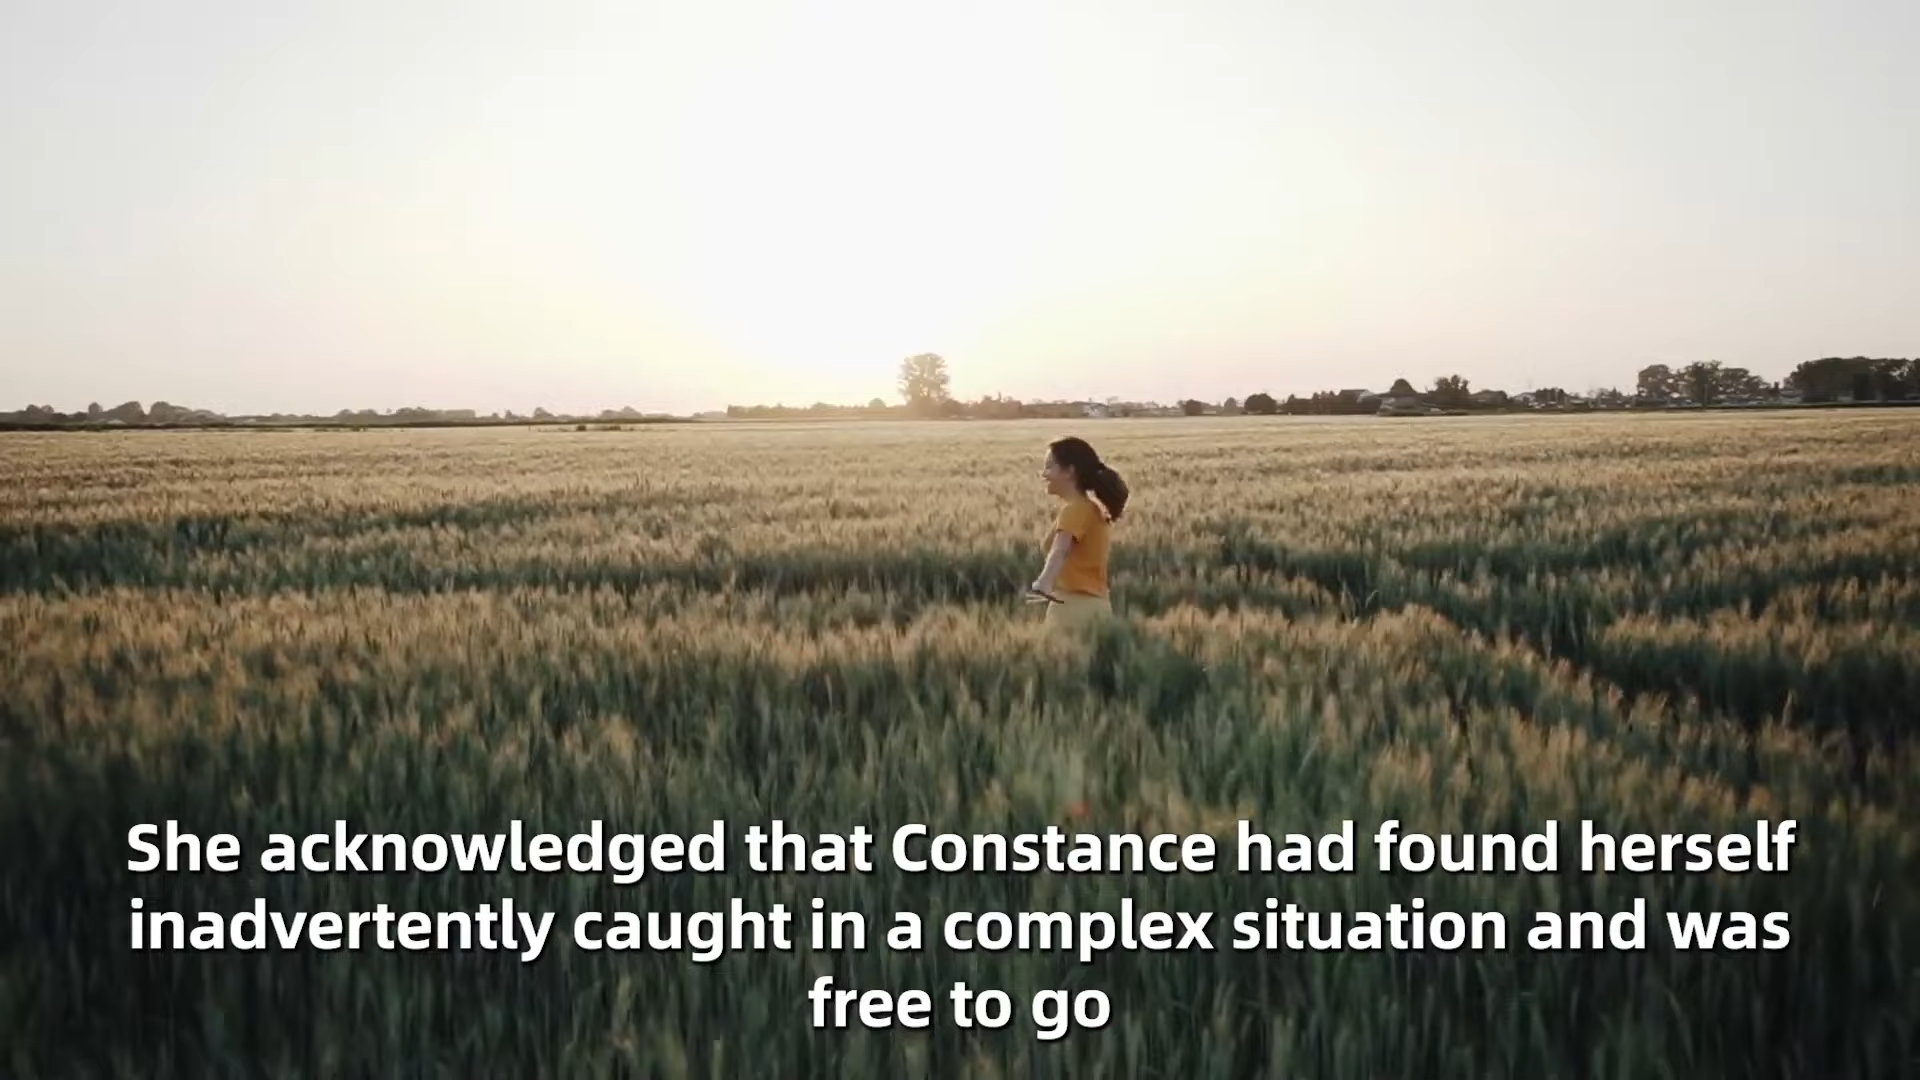 She acknowledged that Constance had found herself
inadvertently caught in a complex situation and was
free to go